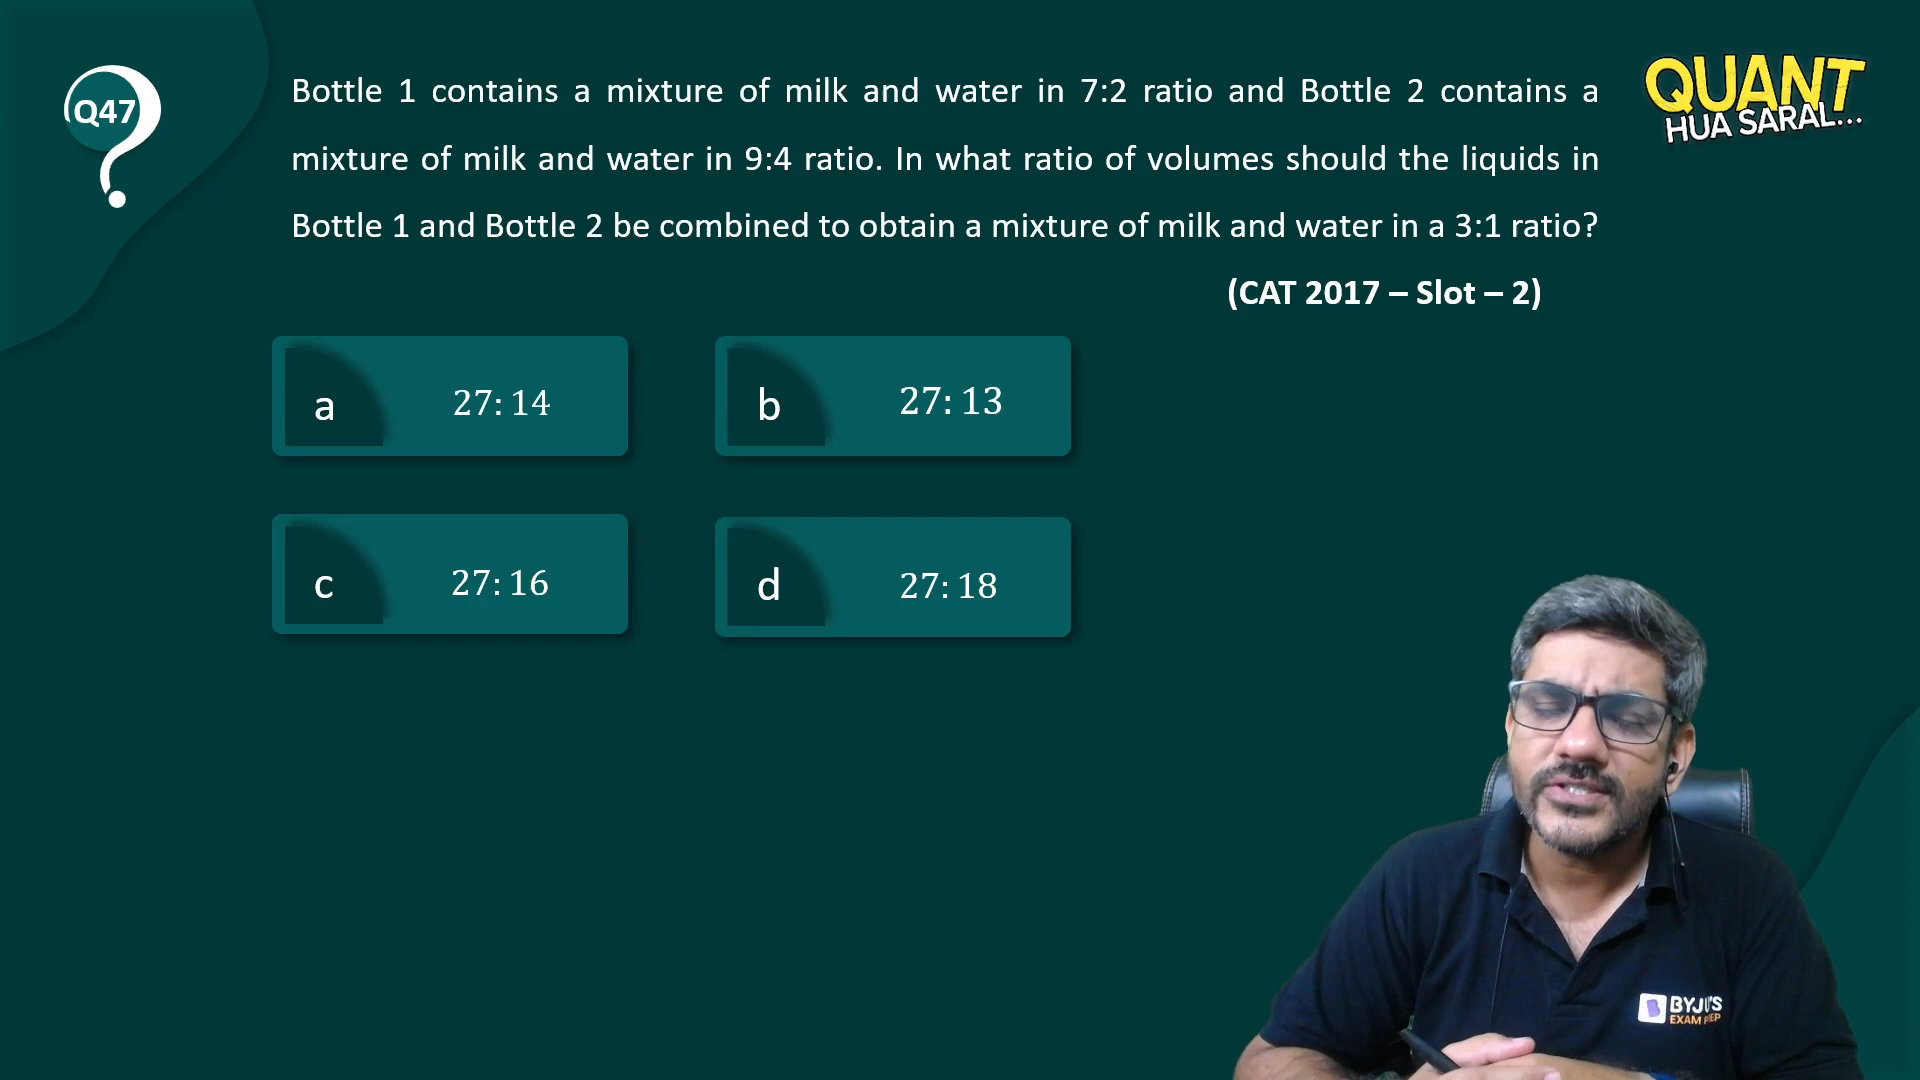 Q47
Bottle 1 contains a mixture of milk and water in 7:2 ratio and Bottle 2 contains a
mixture of milk and water in 9:4 ratio. In what ratio of volumes should the liquids in
Bottle 1 and Bottle 2 be combined to obtain a mixture of milk and water in a 3:1 ratio?
(CAT 2017 – Slot – 2)
QUANT
HUA SARAL...
a 27: 14
b 27: 13
c 27: 16
d 27: 18
BYJU'S
EXAM PREP